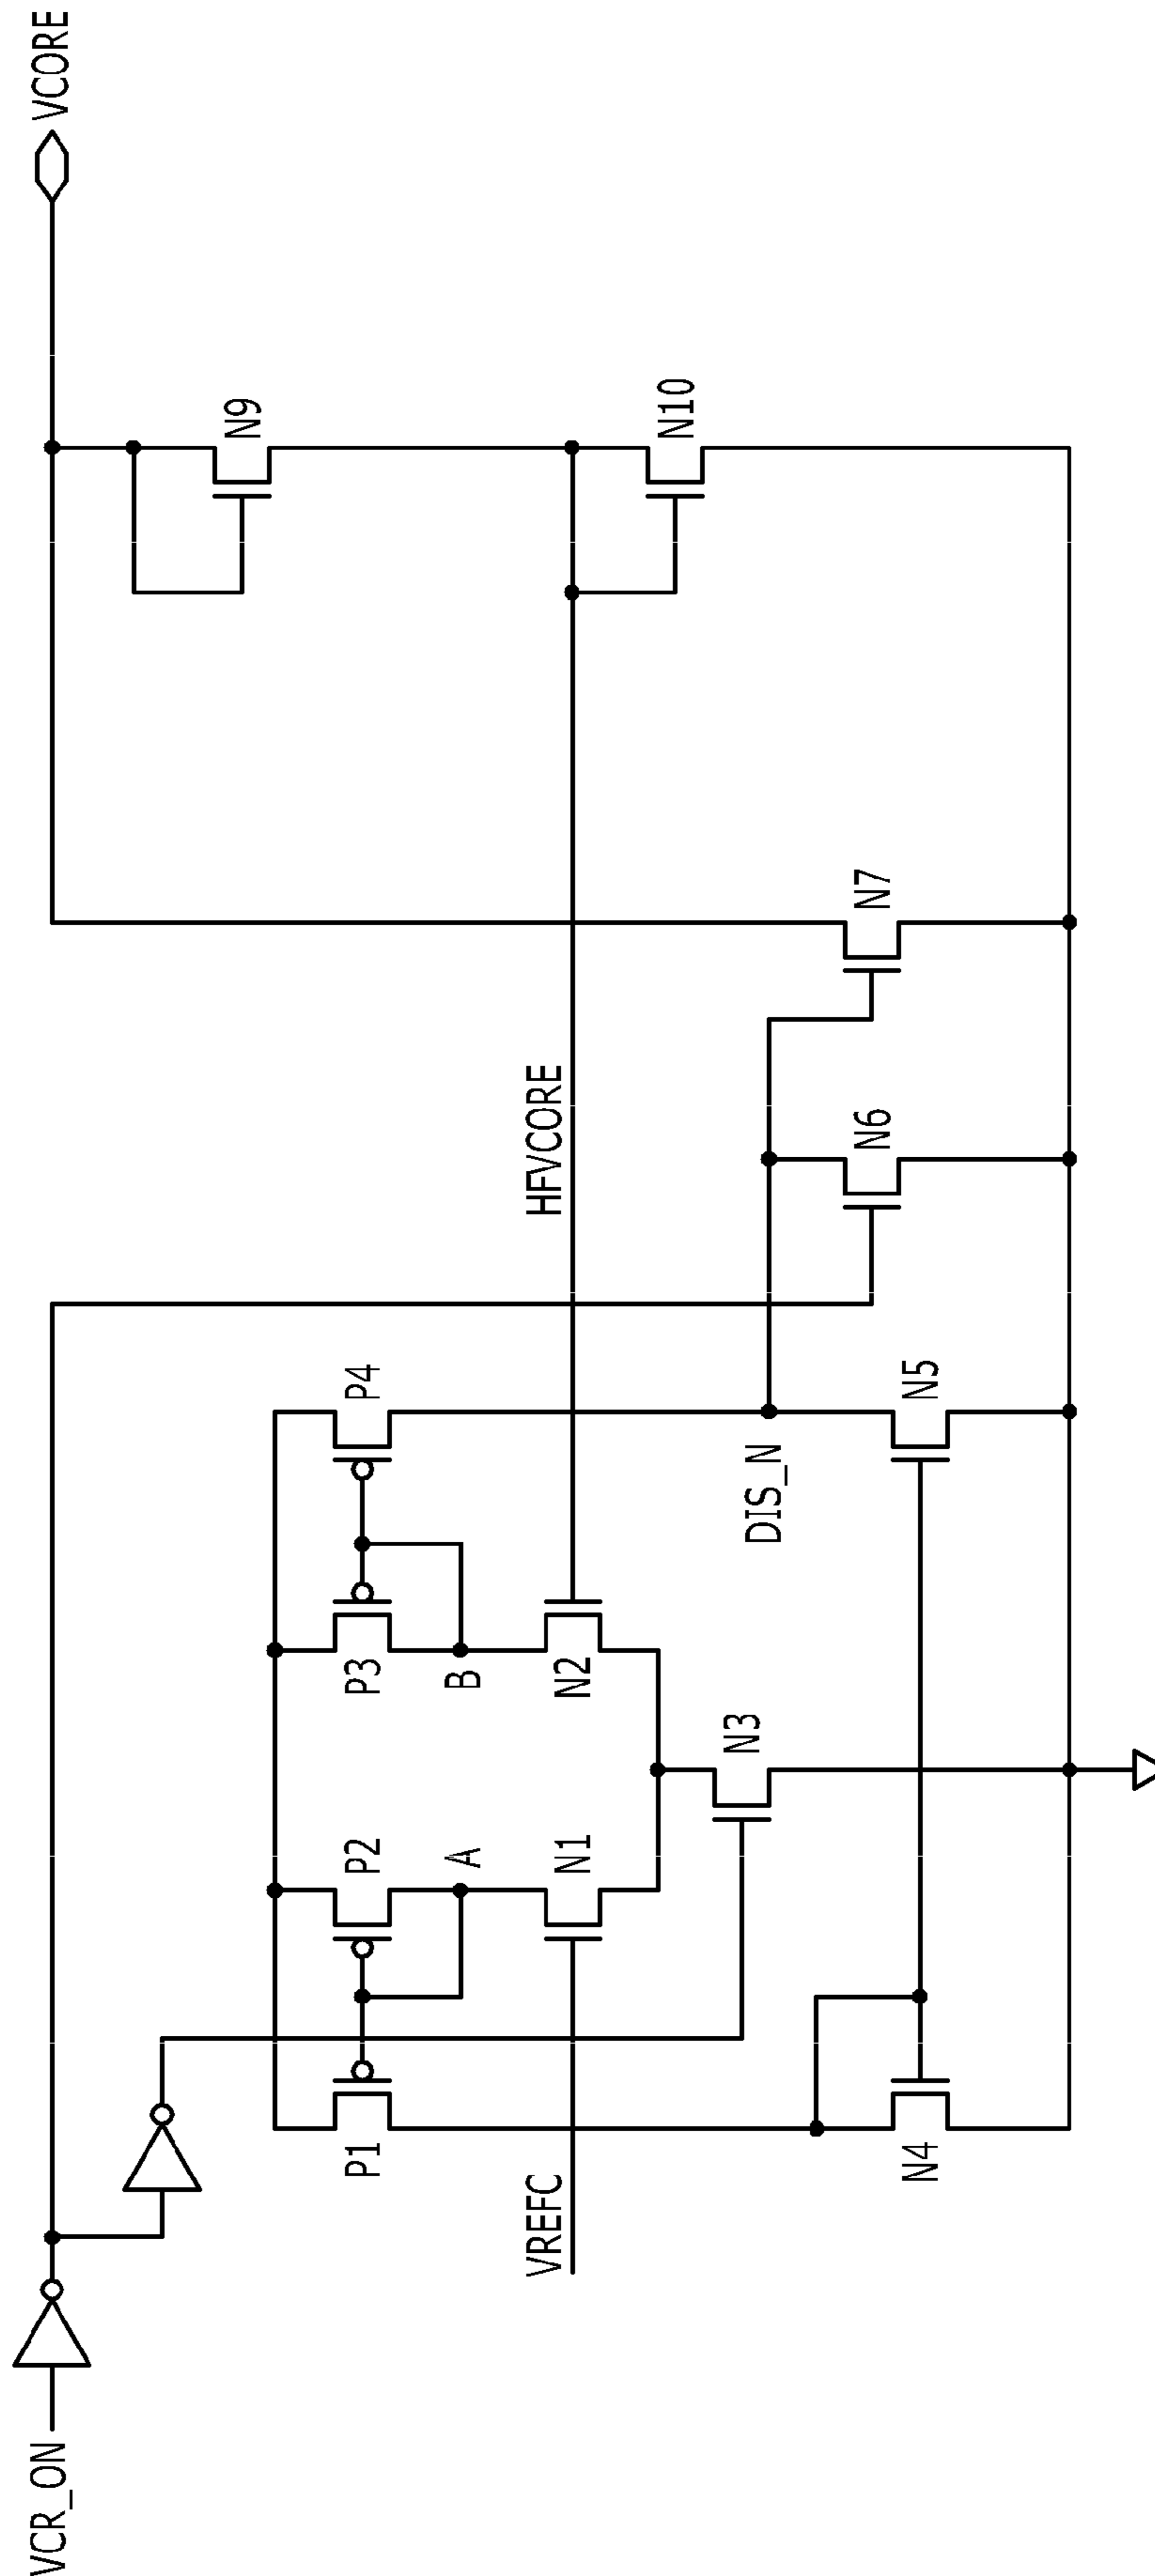 VCR_ON
VCORE
P1
P2
P3
P4
A
B
VREFC
N1
N2
HFVCORE
N9
N10
N3
DIS_N
N4
N5
N6
N7